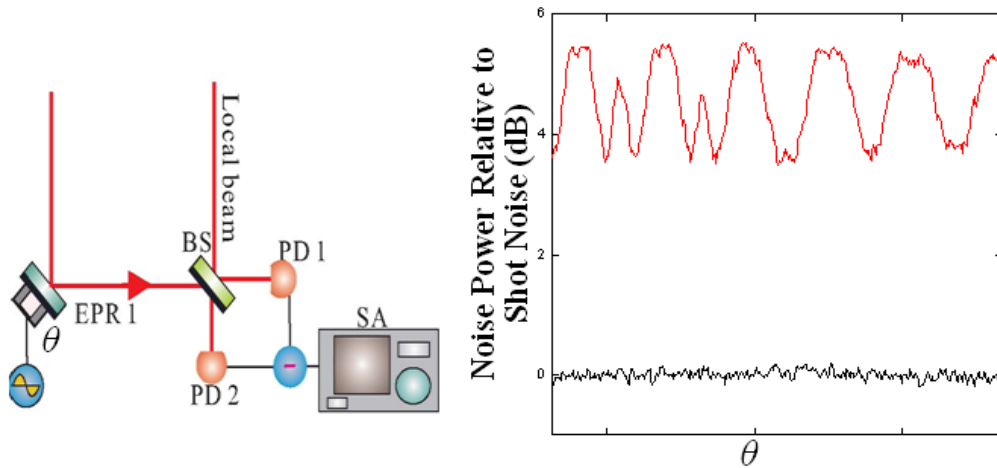 Local beam
BS
PD 1
EPR 1
θ
SA
PD 2
-
Noise Power Relative to
Shot Noise (dB)
6
4
2
0
θ